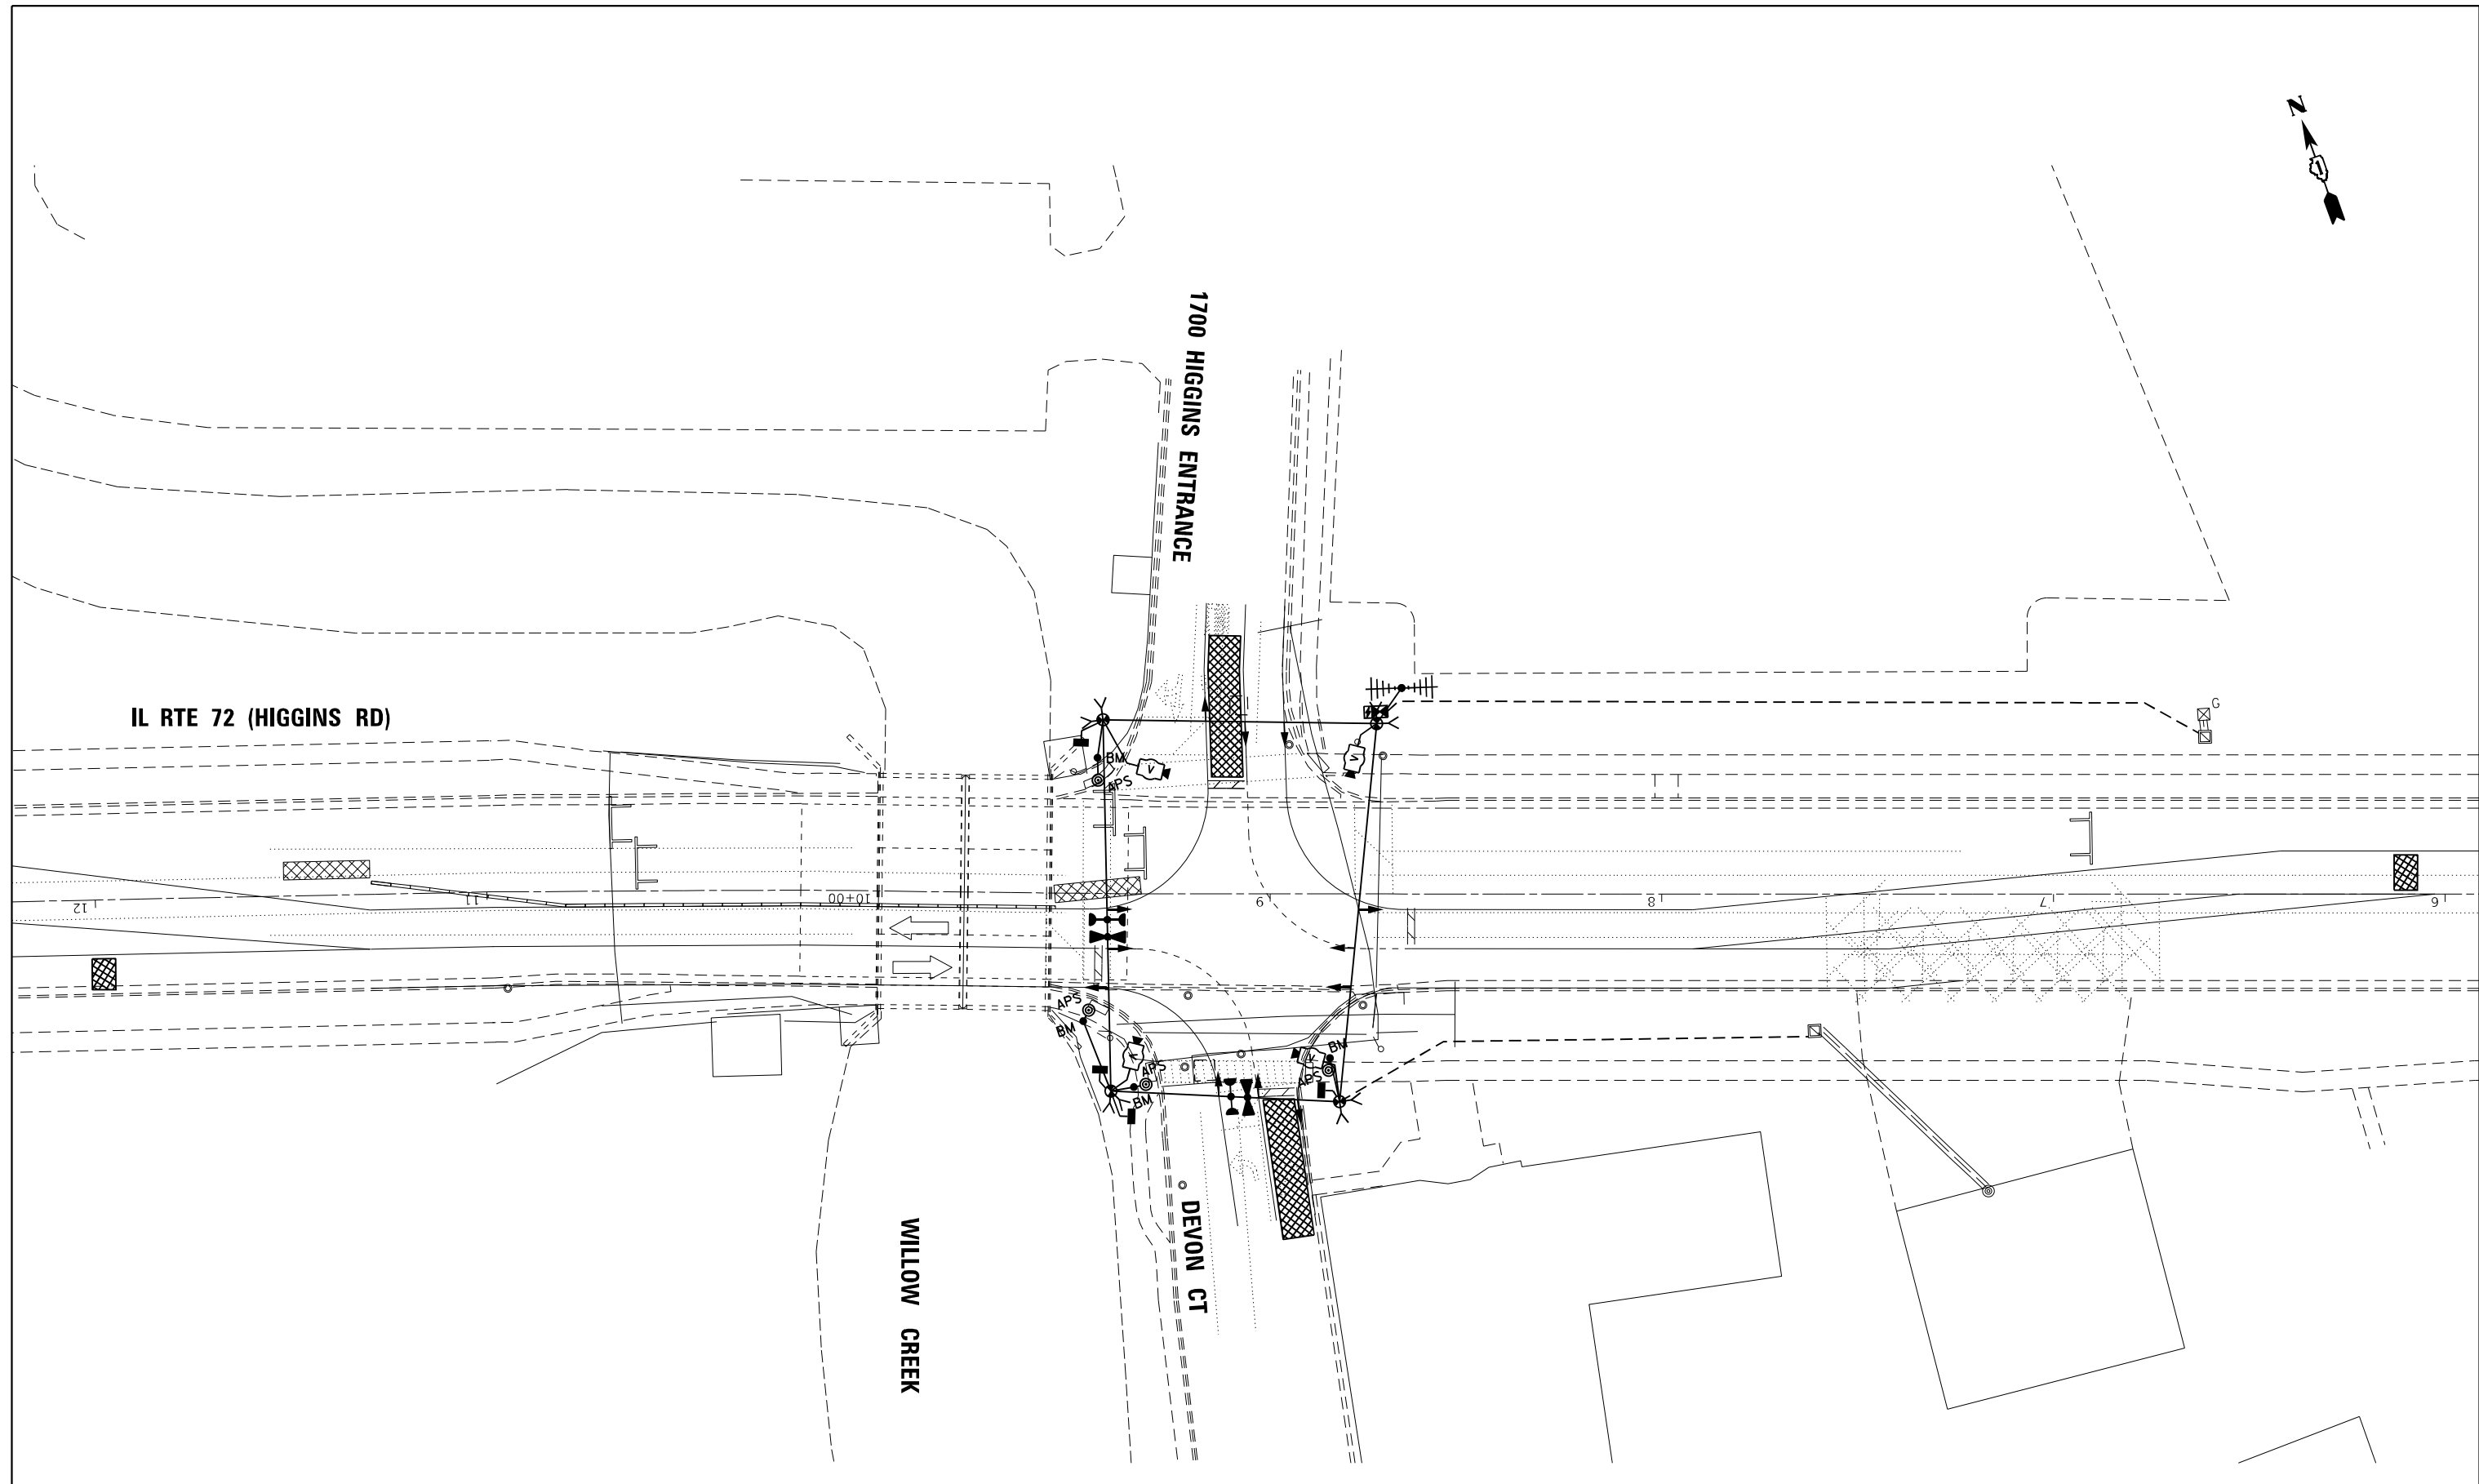 N
1700 HIGGINS ENTRANCE
IL RTE 72 (HIGGINS RD)
G
BM
V
V
APS
12
11
10+00
9
8
7
6
APS
BM
V
APS
BM
V
BM
APS
DEVON CT
WILLOW CREEK